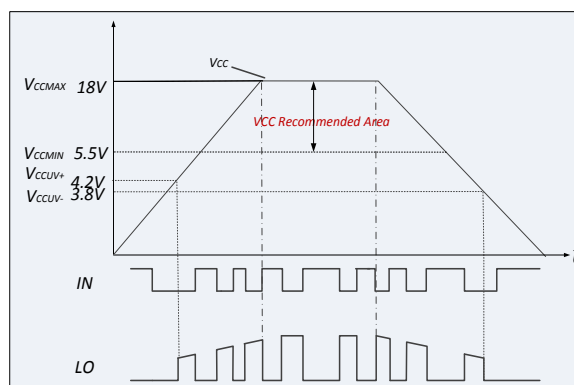 Vcc
VCCMAX 18V
VCC Recommended Area
VCCMIN 5.5V
VCCUV+ 4.2V
VCCUV- 3.8V
IN
LO